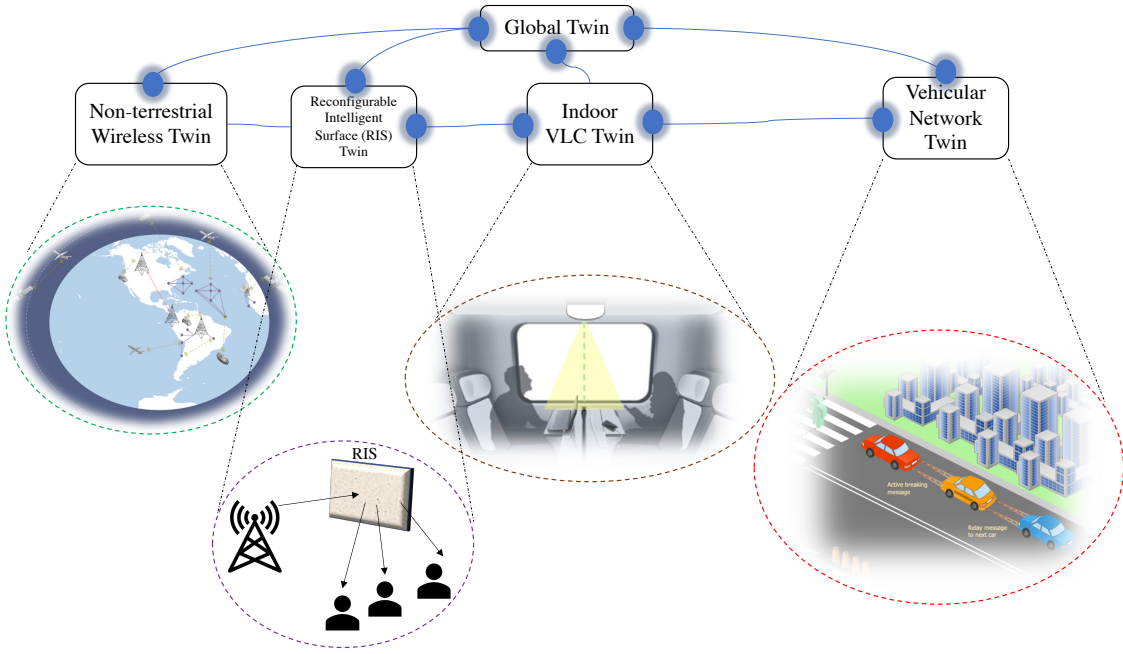 Global Twin
Non-terrestrial
Wireless Twin
Reconfigurable
Intelligent
Surface (RIS)
Twin
Indoor
VLC Twin
Vehicular
Network
Twin
RIS
Active breaking
message
Relay message
to next car